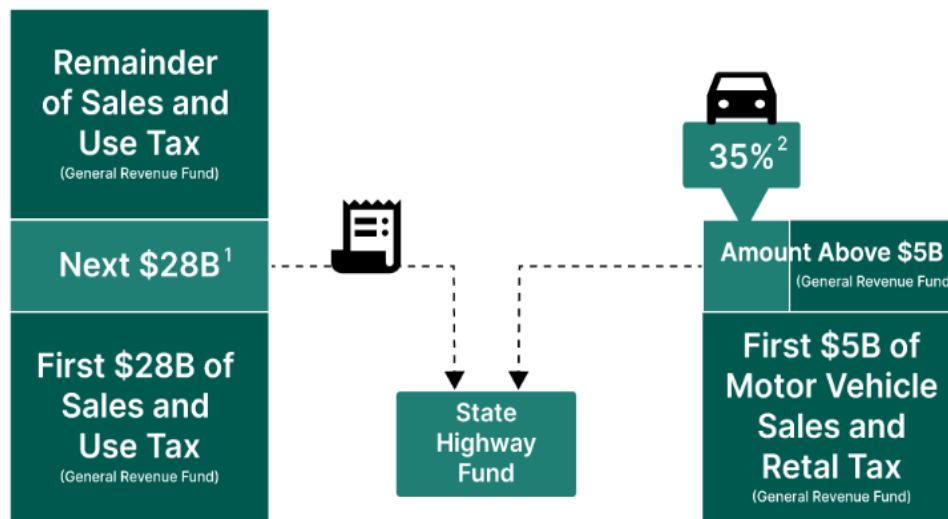 Remainder
of Sales and
Use Tax
(General Revenue Fund)
Next $28B1
First $28B of
Sales and
Use Tax
(General Revenue Fund)
State
Highway
Fund
35%2
Amount Above $5B
(General Revenue Fund
First $5B of
Motor Vehicle
Sales and
Retal Tax
(General Revenue Fund)